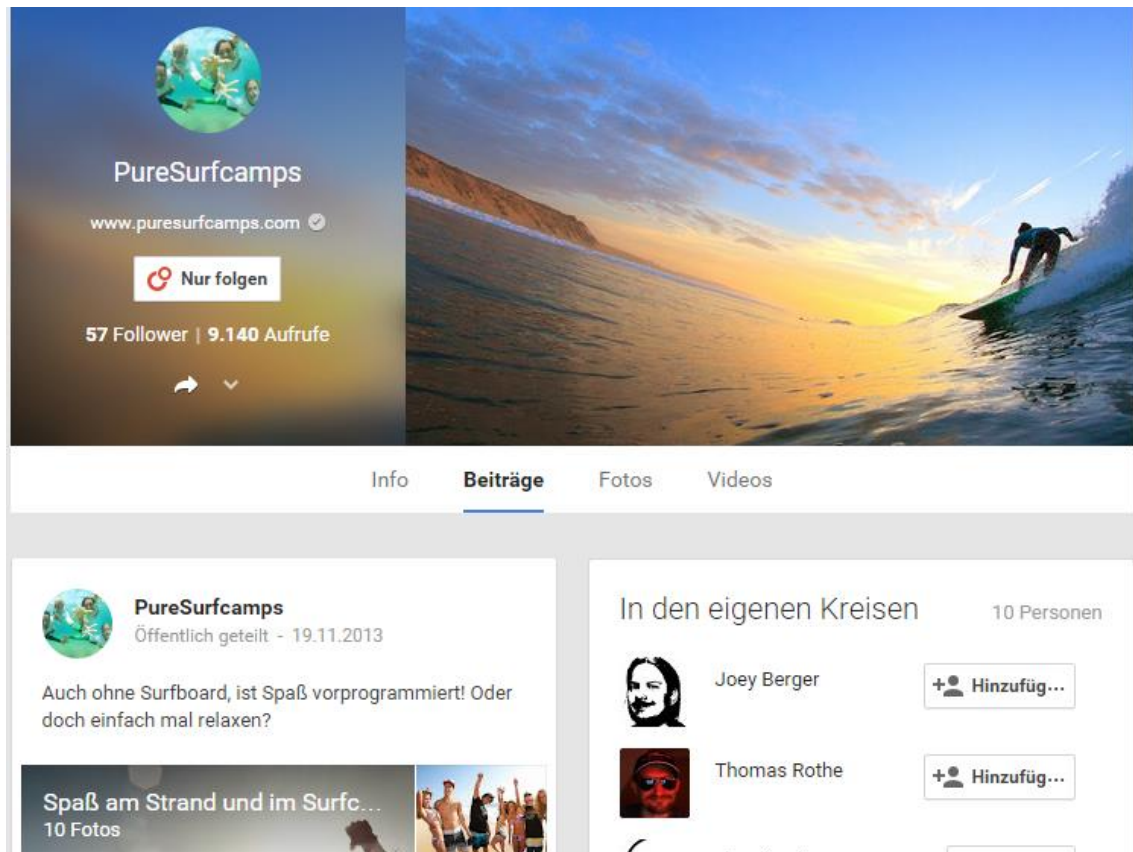 PureSurfcamps
www.puresurfcamps.com
Nur folgen
57 Follower | 9.140 Aufrufe
Info Beiträge Fotos Videos
PureSurfcamps
Öffentlich geteilt - 19.11.2013
Auch ohne Surfboard, ist Spaß vorprogrammiert! Oder
doch einfach mal relaxen?
Spaß am Strand und im Surfc...
10 Fotos
In den eigenen Kreisen 10 Personen
Joey Berger Hinzufüg...
Thomas Rothe Hinzufüg...